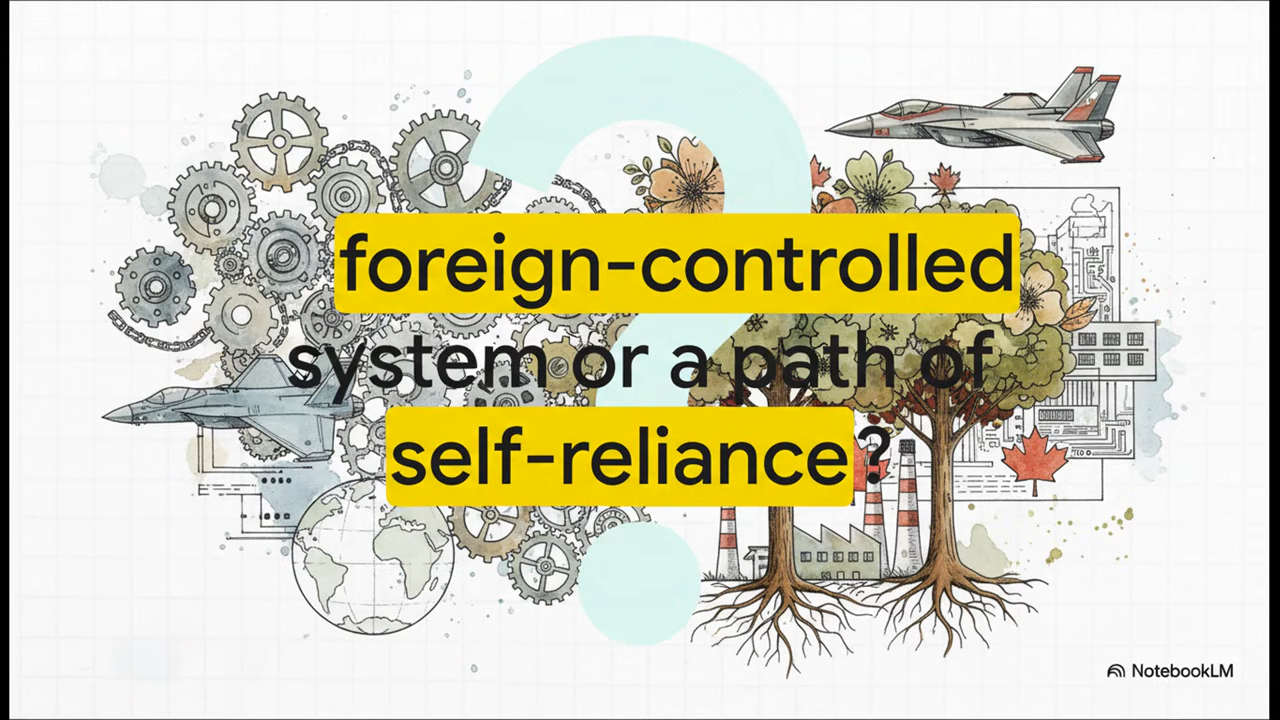 foreign-controlled
system or a path of
self-reliance?
NotebookLM